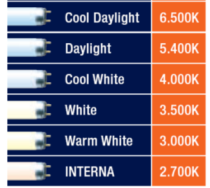 Cool Daylight 6.500K
Daylight 5.400K
Cool White 4.000K
White 3.500K
Warm White 3.000K
INTERNA 2.700K